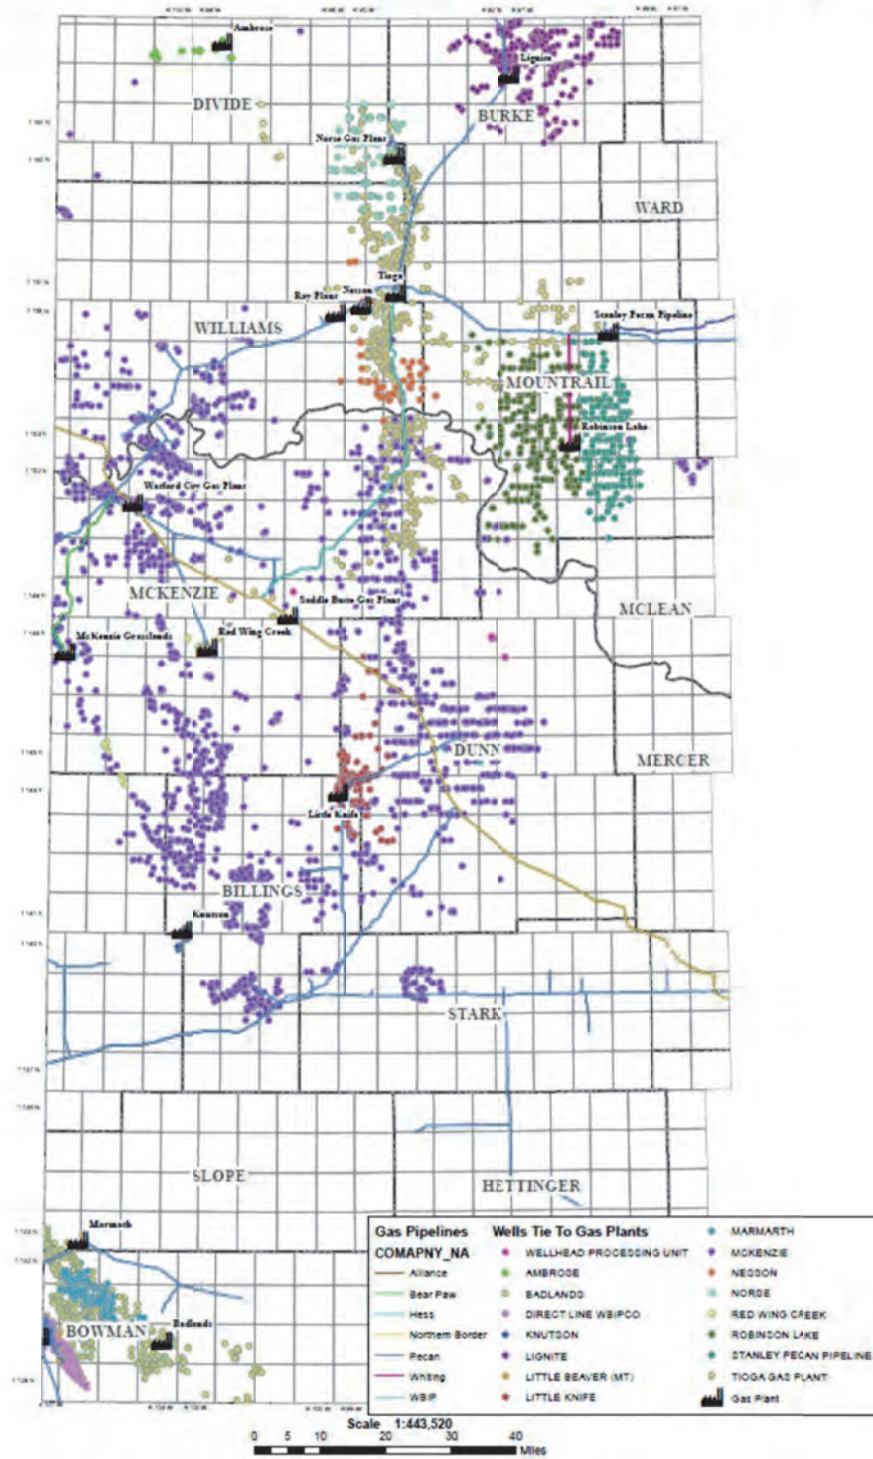 Ambrose
Lignite
DIVIDE
BURKE
Norse Gas Plant
WARD
Tioga
Nesson
Ray Plant
Stanley Pecan Pipeline
WILLIAMS
MOUNTRAIL
Robinson Lake
Watford City Gas Plant
MCKENZIE
Saddle Butte Gas Plant
MCLEAN
McKenzie Grasslands
Red Wing Creek
DUNN
MERCER
Little Knife
BILLINGS
Knutson
STARK
SLOPE
HETTINGER
Marmath
BOWMAN
Badlands
Gas Pipelines
COMAPNY_NA
Alliance
Bear Paw
Hess
Northern Border
Pecan
Whiting
WBIP
Wells Tie To Gas Plants
WELLHEAD PROCESSING UNIT
AMBROSE
BADLANDS
DIRECT LINE WBIPCO
KNUTSON
LIGNITE
LITTLE BEAVER (MT)
LITTLE KNIFE
MARMARTH
MCKENZIE
NESSON
NORSE
RED WING CREEK
ROBINSON LAKE
STANLEY PECAN PIPELINE
TIOGA GAS PLANT
Gas Plant
Scale 1:443,520
0 5 10 20 30 40
Miles